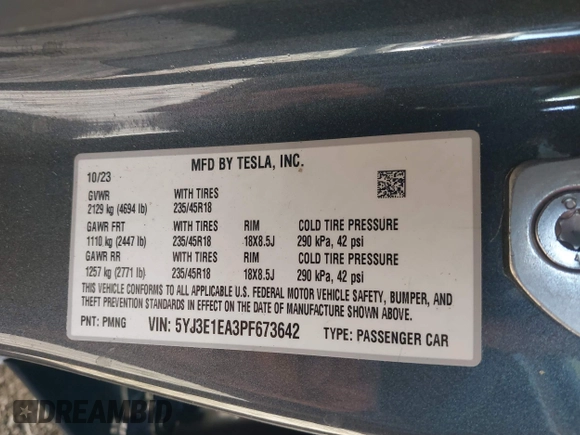 MFD BY TESLA, INC.
10/23
GVWR WITH TIRES
2129 kg (4694 lb) 235/45R18
GAWR FRT WITH TIRES RIM COLD TIRE PRESSURE
1110 kg (2447 lb) 235/45R18 18X8.5J 290 kPa, 42 psi
GAWR RR WITH TIRES RIM COLD TIRE PRESSURE
1257 kg (2771 lb) 235/45R18 18X8.5J 290 kPa, 42 psi
THIS VEHICLE CONFORMS TO ALL APPLICABLE U.S. FEDERAL MOTOR VEHICLE SAFETY, BUMPER, AND
THEFT PREVENTION STANDARDS IN EFFECT ON THE DATE OF MANUFACTURE SHOWN ABOVE.
PNT: PMNG VIN: 5YJ3E1EA3PF673642 TYPE: PASSENGER CAR
DREAMBID